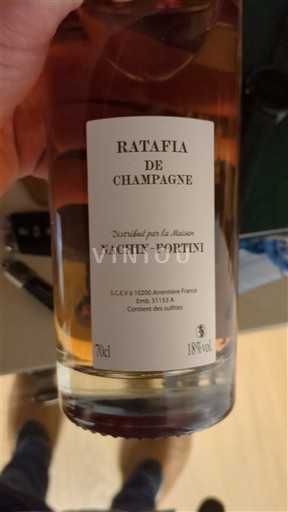 RATAFIA
DE
CHAMPAGNE
Distribué par la Maison
NACHIN-FORTINI
VINYOU
S.C.E.V à 10200 Arrentière France
Emb. 51153 A
Contient des sulfites
70cl
18%vol.